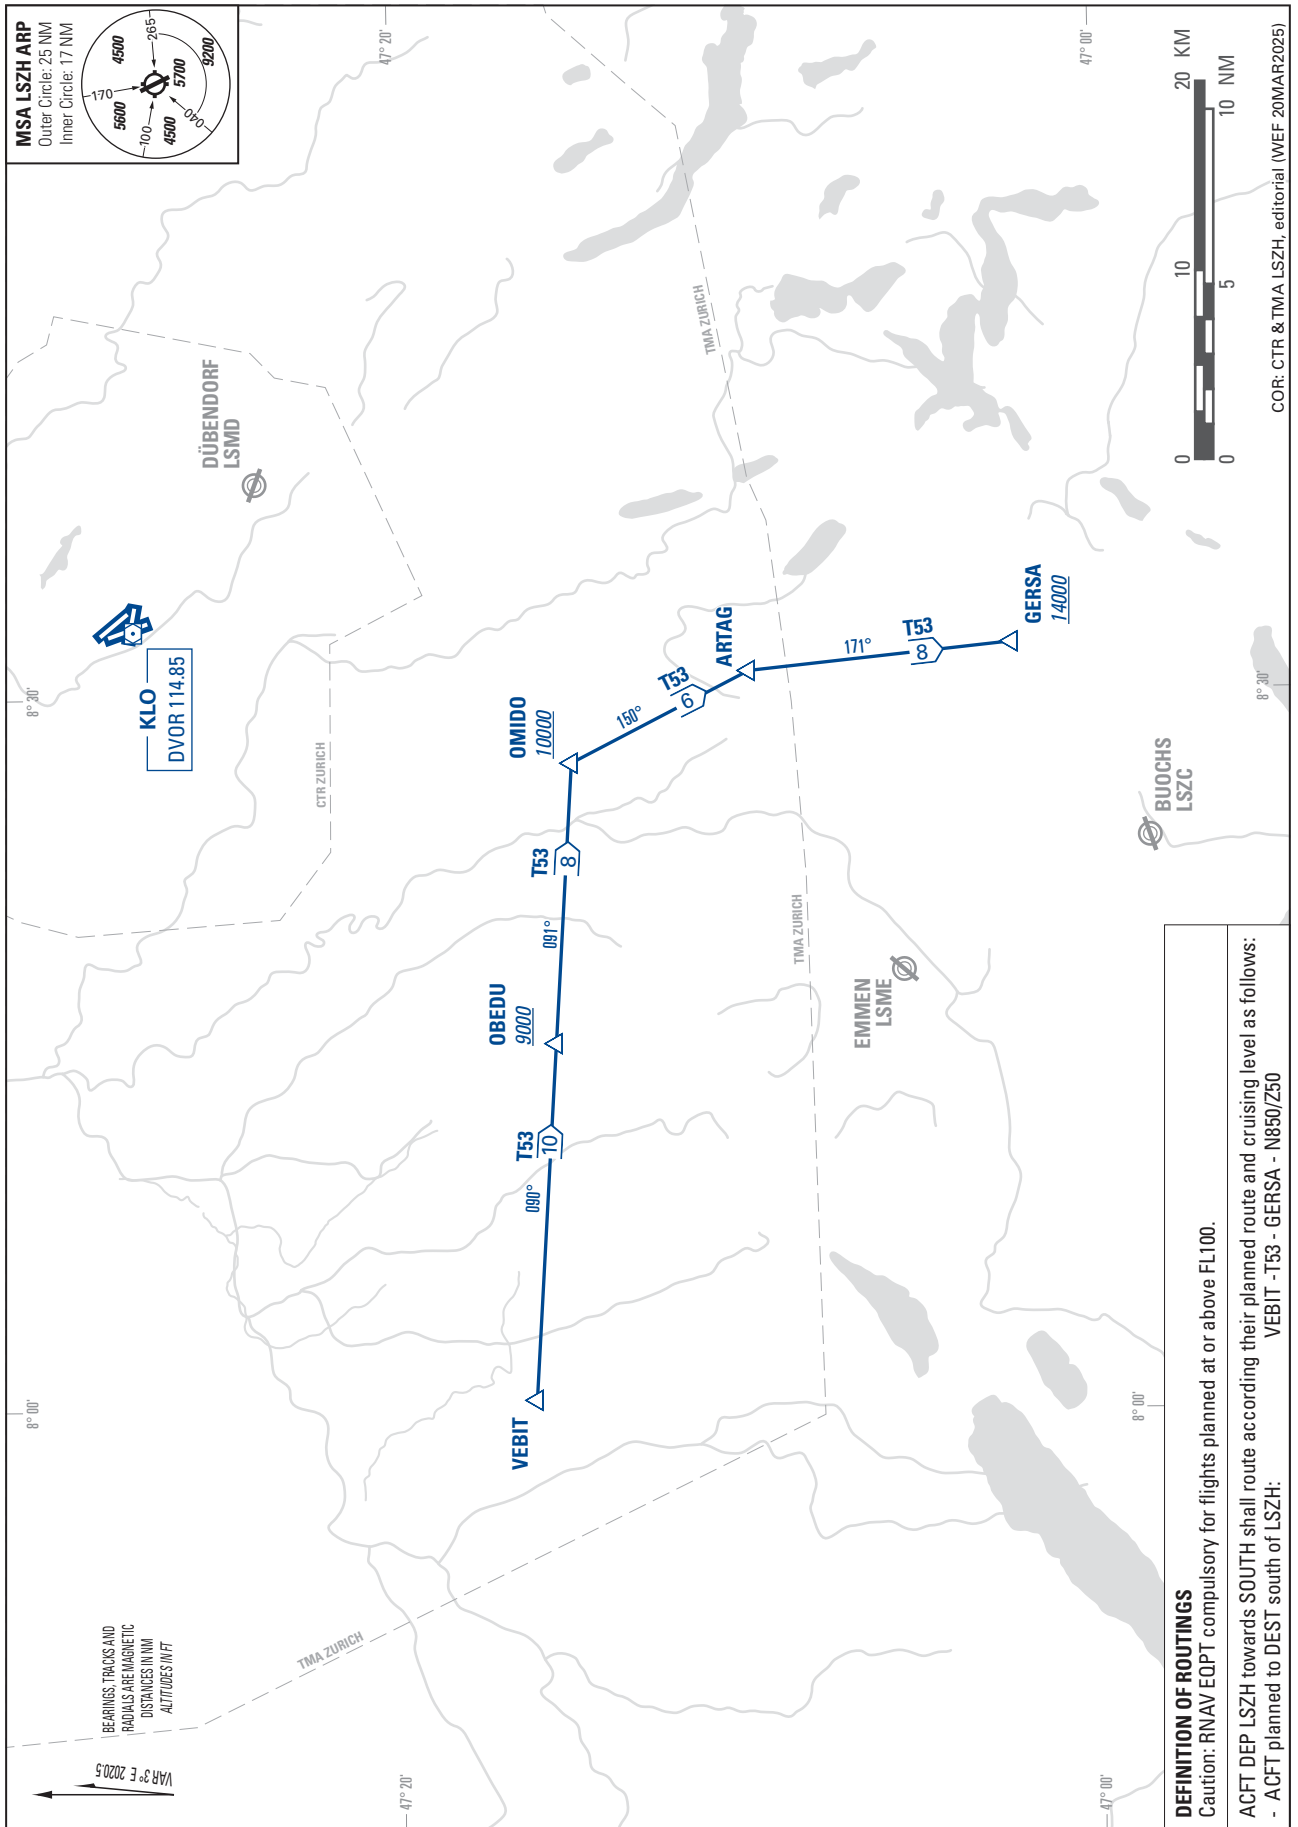 MSA LSZH ARP
Outer Circle: 25 NM
Inner Circle: 17 NM
170
4500
265
5600
5700
9200
100
4500
040
BEARINGS, TRACKS AND
RADIALS ARE MAGNETIC
DISTANCES IN NM
ALTITUDES IN FT
VAR 3° E 2020.5
8° 00'
8° 30'
47° 20'
47° 20'
KLO
DVOR 114.85
DÜBENDORF
LSMD
CTR ZURICH
TMA ZURICH
TMA ZURICH
TMA ZURICH
VEBIT
090°
T53
10
OBEDU
9000
091°
T53
8
OMIDO
10000
150°
T53
6
ARTAG
171°
T53
8
GERSA
14000
EMMEN
LSME
BUOCHS
LSZC
47° 00'
47° 00'
8° 00'
8° 30'
0
10
20 KM
0
5
10 NM
DEFINITION OF ROUTINGS
Caution: RNAV EQPT compulsory for flights planned at or above FL100.
ACFT DEP LSZH towards SOUTH shall route according their planned route and cruising level as follows:
- ACFT planned to DEST south of LSZH: VEBIT -T53 - GERSA - N850/Z50
COR: CTR & TMA LSZH, editorial (WEF 20MAR2025)